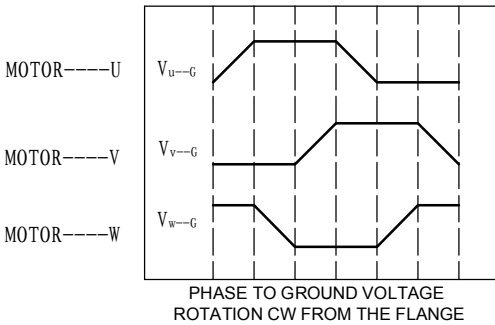 MOTOR----U Vu--G
MOTOR----V Vv--G
MOTOR----W Vw--G
PHASE TO GROUND VOLTAGE
ROTATION CW FROM THE FLANGE